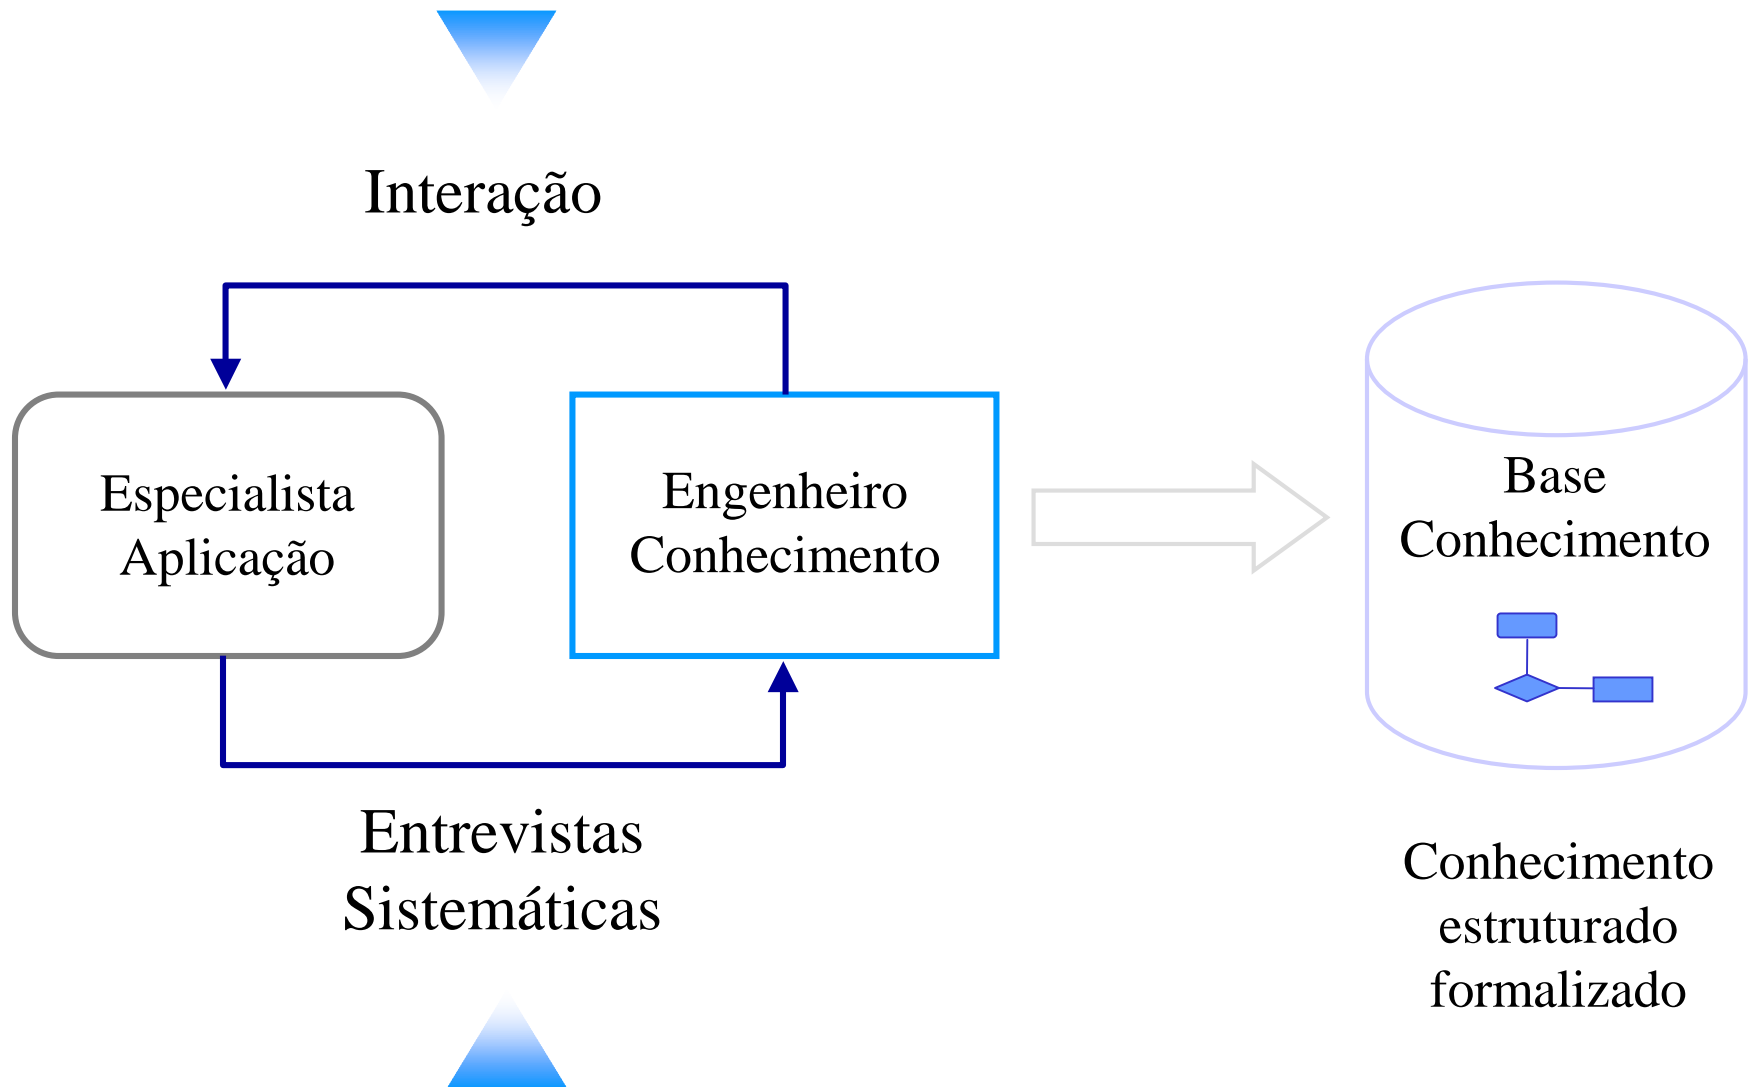 Interação
Especialista
Aplicação
Engenheiro
Conhecimento
Base
Conhecimento
Entrevistas
Sistemáticas
Conhecimento
estruturado
formalizado